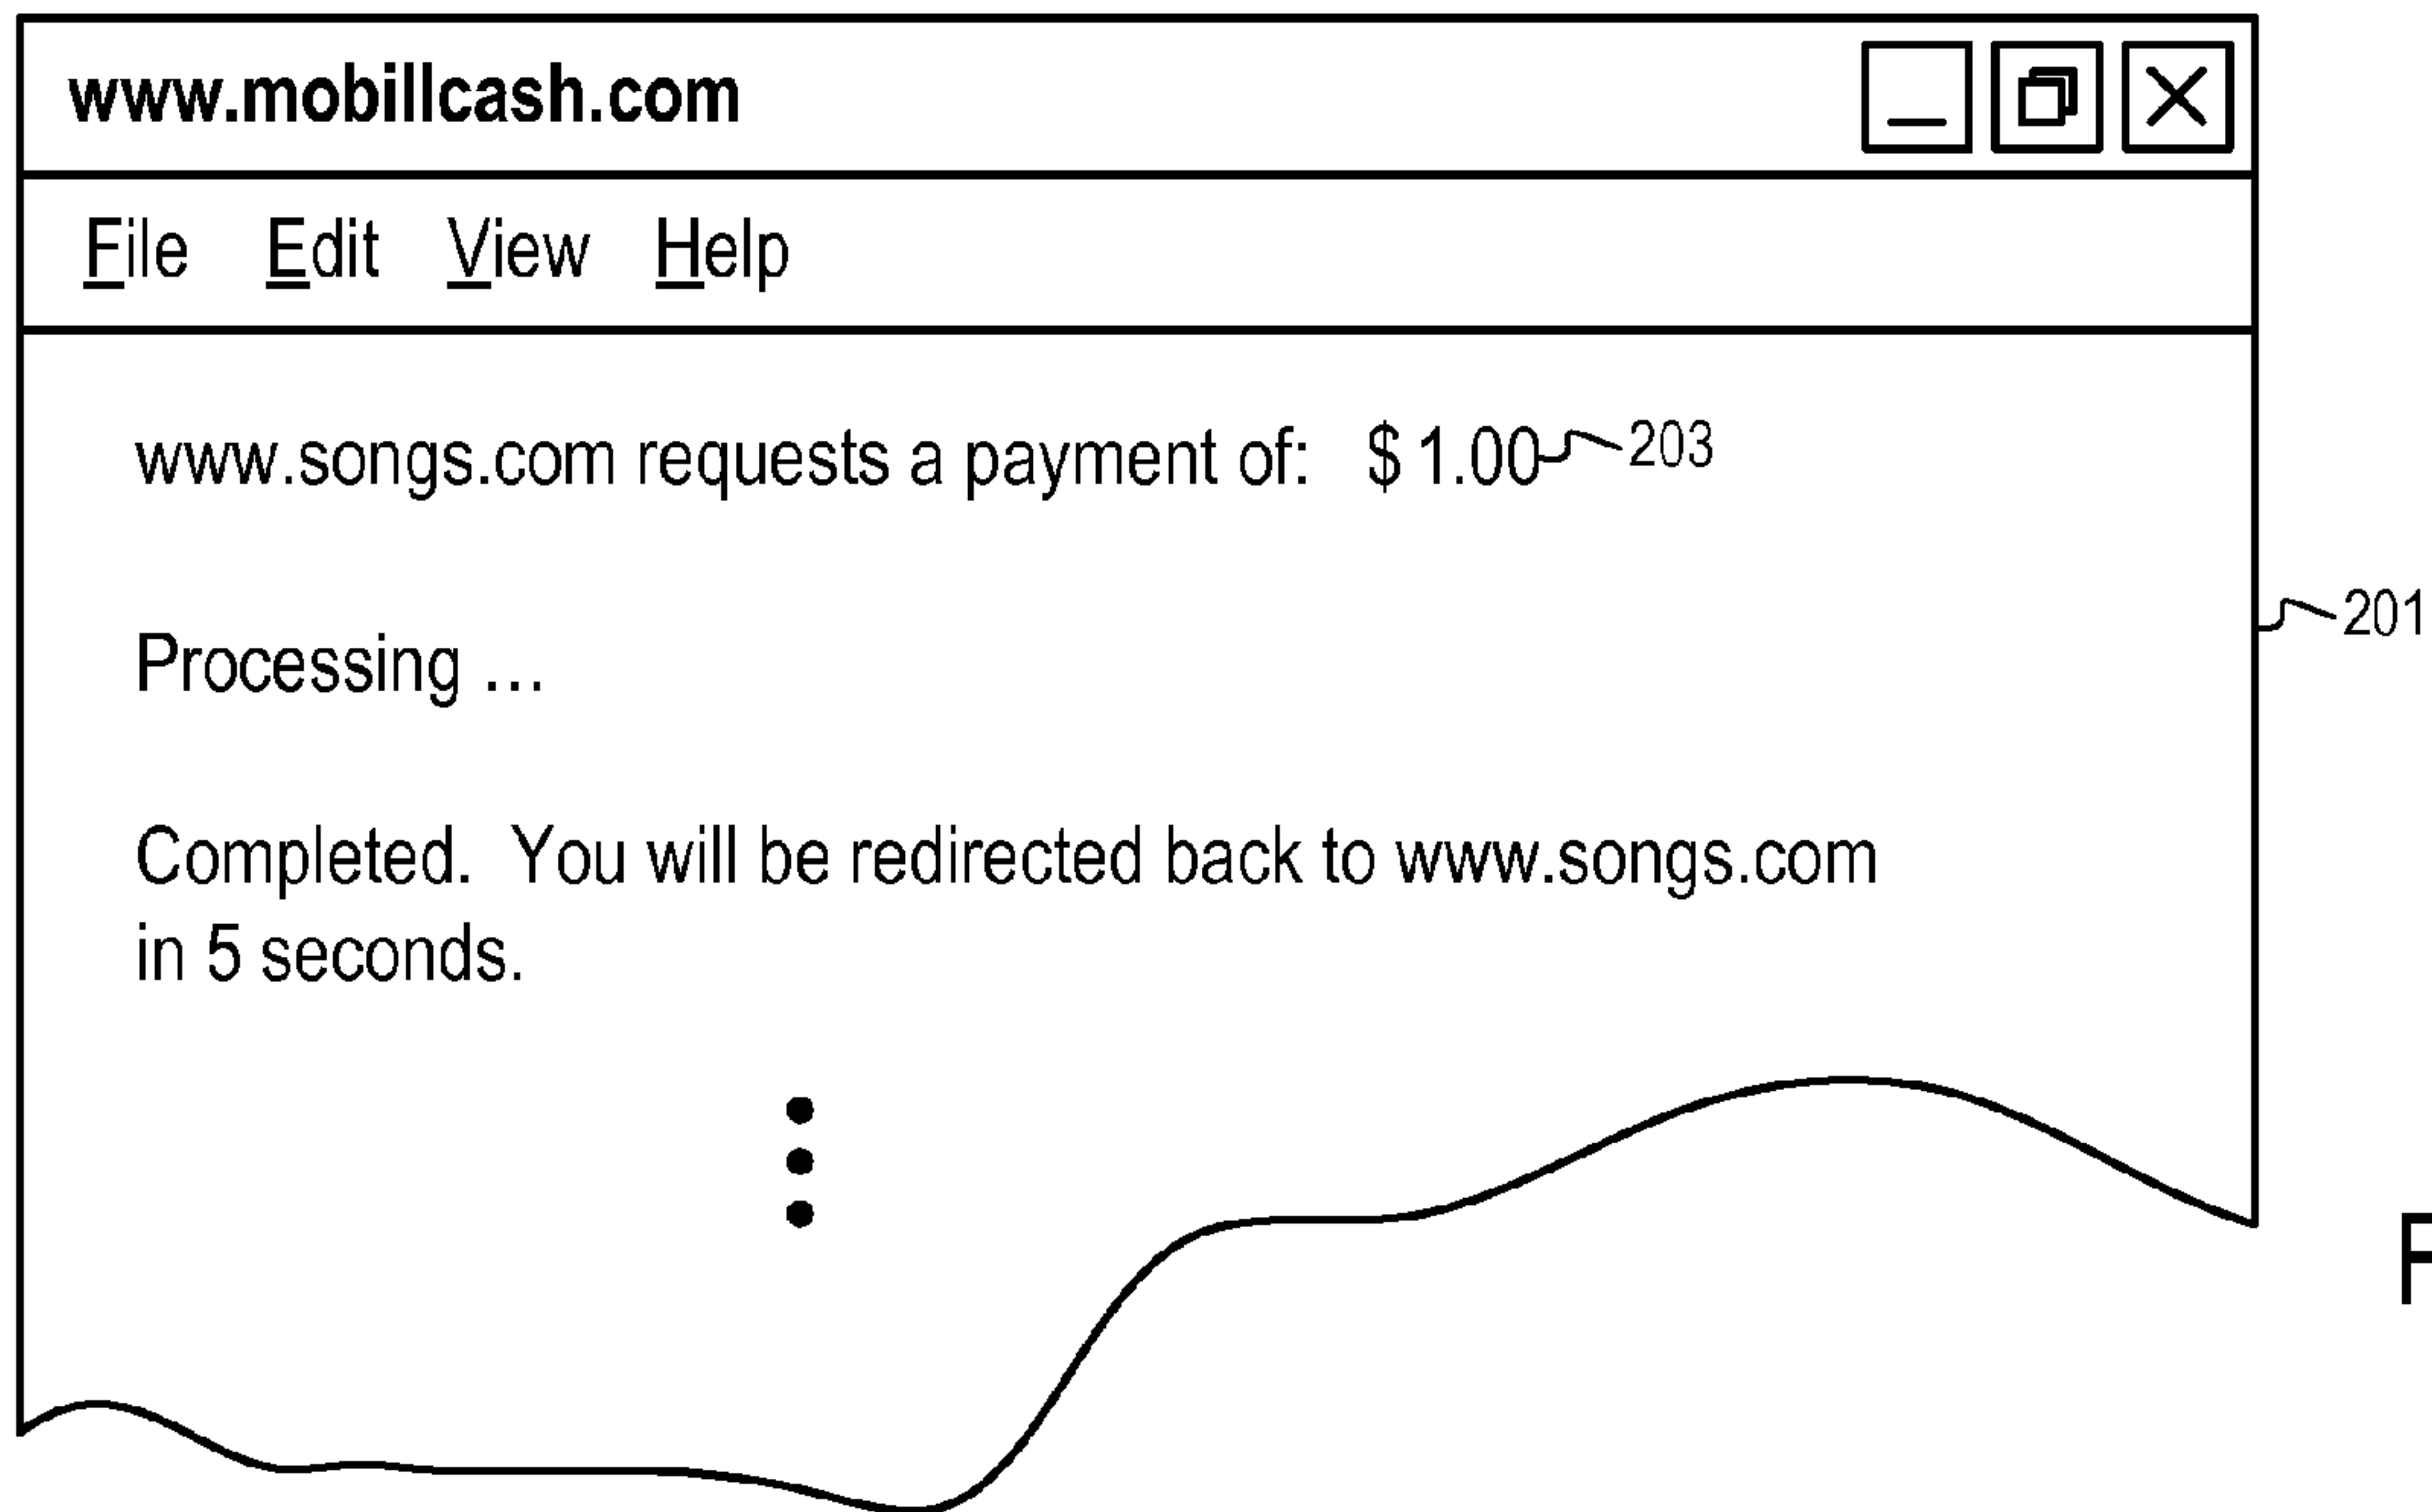 www.mobillcash.com
File Edit View Help
www.songs.com requests a payment of: $ 1.00 203
201
Processing ...
Completed. You will be redirected back to www.songs.com
in 5 seconds.